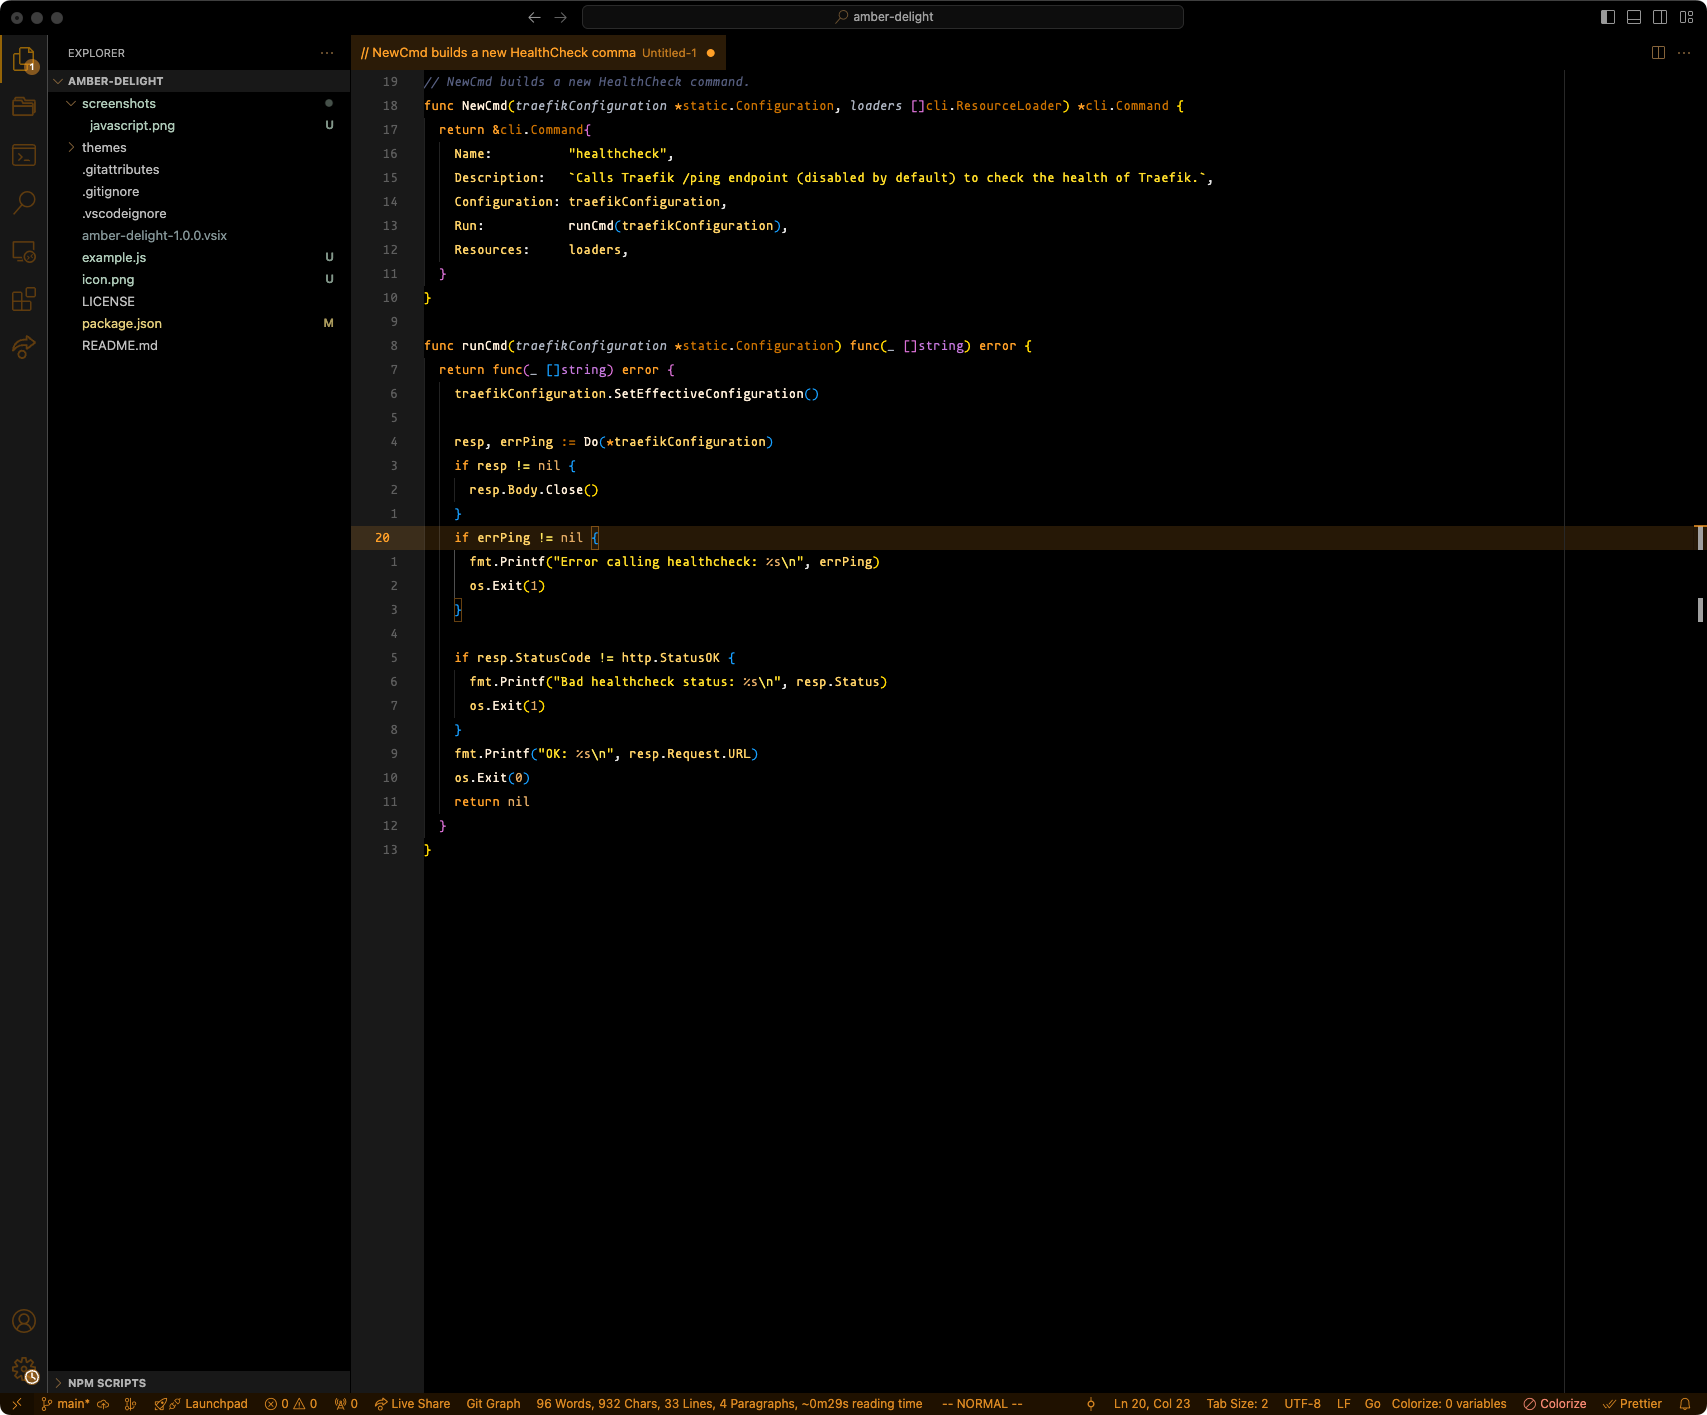 amber-delight
EXPLORER
AMBER-DELIGHT
screenshots
javascript.png U
themes
.gitattributes
.gitignore
.vscodeignore
amber-delight-1.0.0.vsix
example.js U
icon.png U
LICENSE
package.json M
README.md
NPM SCRIPTS
1
// NewCmd builds a new HealthCheck comma Untitled-1
19 // NewCmd builds a new HealthCheck command.
18 func NewCmd(traefikConfiguration *static.Configuration, loaders []cli.ResourceLoader) *cli.Command {
17 return &cli.Command{
16 Name: "healthcheck",
15 Description: `Calls Traefik /ping endpoint (disabled by default) to check the health of Traefik.`,
14 Configuration: traefikConfiguration,
13 Run: runCmd(traefikConfiguration),
12 Resources: loaders,
11 }
10 }
9
8 func runCmd(traefikConfiguration *static.Configuration) func(_ []string) error {
7 return func(_ []string) error {
6 traefikConfiguration.SetEffectiveConfiguration()
5
4 resp, errPing := Do(*traefikConfiguration)
3 if resp != nil {
2 resp.Body.Close()
1 }
20 if errPing != nil {
1 fmt.Printf("Error calling healthcheck: %s\n", errPing)
2 os.Exit(1)
3 }
4
5 if resp.StatusCode != http.StatusOK {
6 fmt.Printf("Bad healthcheck status: %s\n", resp.Status)
7 os.Exit(1)
8 }
9 fmt.Printf("OK: %s\n", resp.Request.URL)
10 os.Exit(0)
11 return nil
12 }
13 }
main* Launchpad 0 0 0 Live Share Git Graph 96 Words, 932 Chars, 33 Lines, 4 Paragraphs, ~0m29s reading time -- NORMAL -- Ln 20, Col 23 Tab Size: 2 UTF-8 LF Go Colorize: 0 variables Colorize Prettier